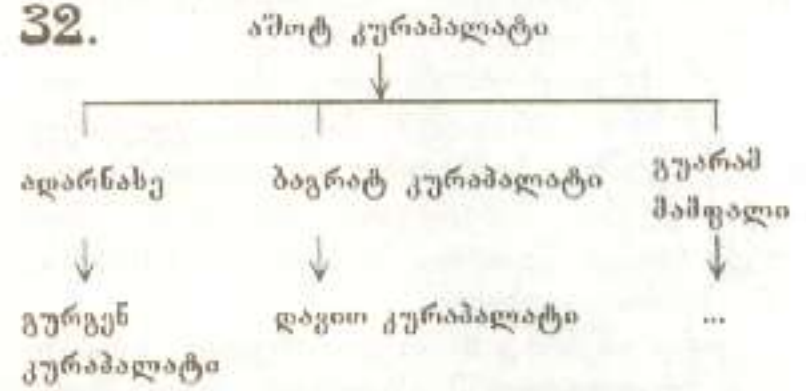 32. აშოტ კურაპალატი
ადარნასე ბაგრატ კურაპალატი გუარამ
მამფალი
გურგენ დავით კურაპალატი ...
კურაპალატი